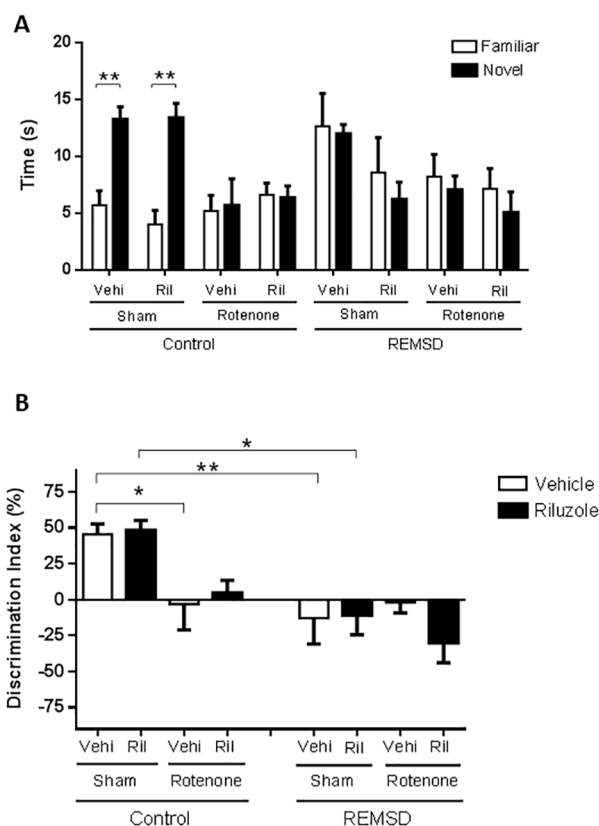 A
20
15
10
5
0
Time (s)
** **
Familiar
Novel
Vehi Ril Vehi Ril Vehi Ril Vehi Ril
Sham Rotenone Sham Rotenone
Control REMSD
B
*
**
*
75
50
25
0
-25
-50
-75
Discrimination Index (%)
Vehicle
Riluzole
Vehi Ril Vehi Ril Vehi Ril Vehi Ril
Sham Rotenone Sham Rotenone
Control REMSD